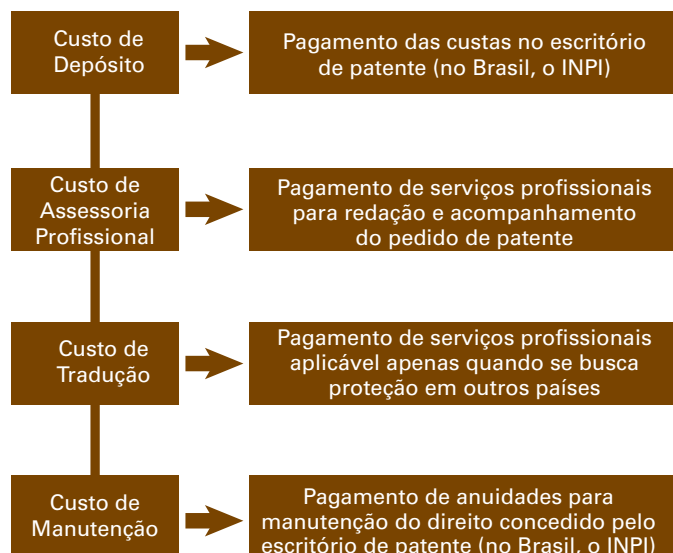 Custo de
Depósito
Pagamento das custas no escritório
de patente (no Brasil, o INPI)
Custo de
Assessoria
Profissional
Pagamento de serviços profissionais
para redação e acompanhamento
do pedido de patente
Custo de
Tradução
Pagamento de serviços profissionais
aplicável apenas quando se busca
proteção em outros países
Custo de
Manutenção
Pagamento de anuidades para
manutenção do direito concedido pelo
escritório de patente (no Brasil, o INPI)